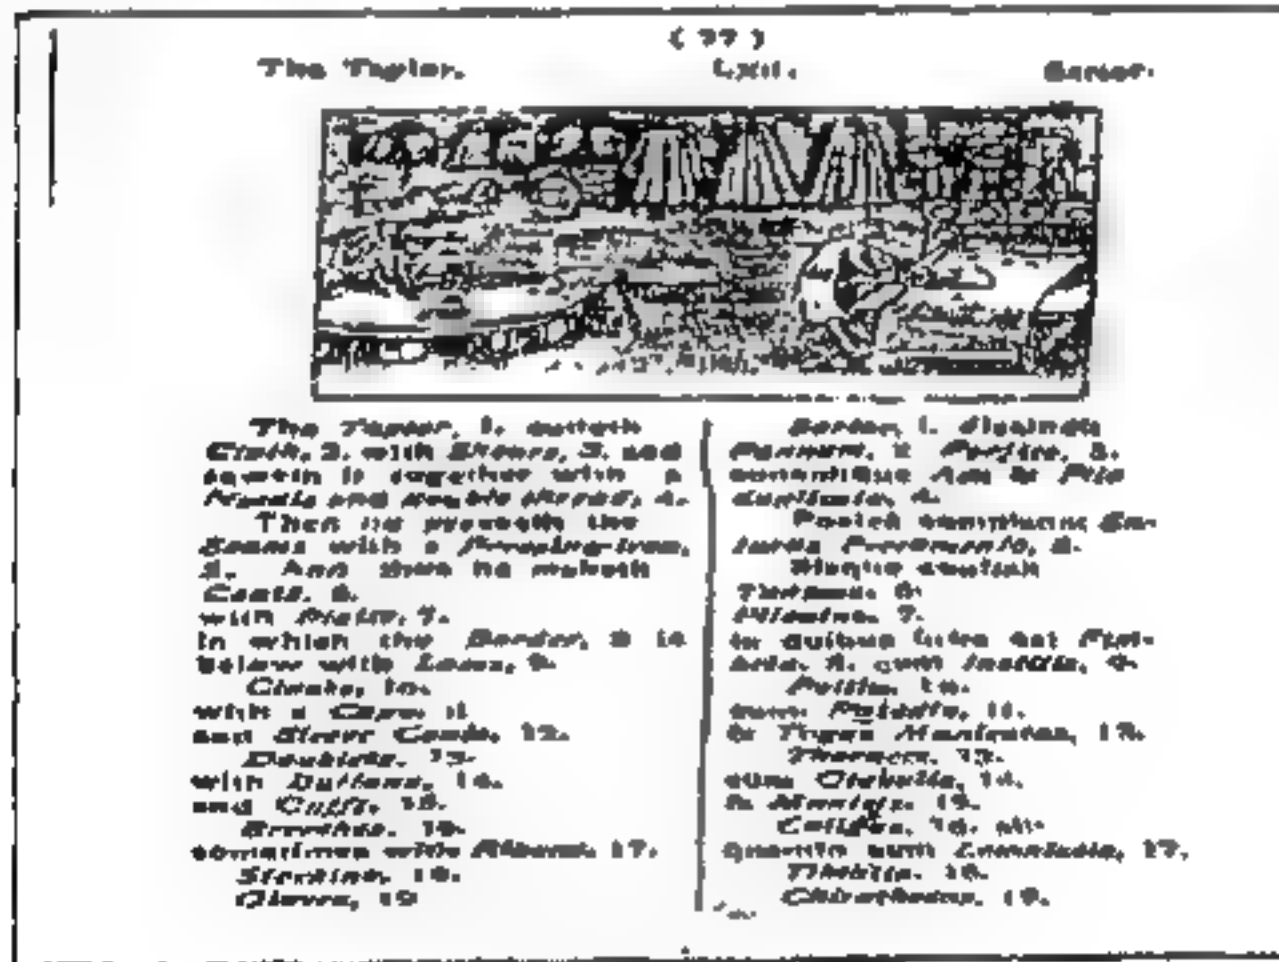 ( 77 )
The Taylor. LXII. Sartor.
The Taylor, 1. cutteth
Cloth, 2. with Shears, 3. and
seweth it together with a
Needle and double thread, 4.
Then he presseth the
Seams with a Pressing-iron,
5. And thus he maketh
Coats, 6.
with Plaits, 7.
in which the Border, 8 is
below with Laces, 9.
Cloaks, 10.
with a Cape, 11
and Sleeve Coats, 12.
Doublets, 13.
with Buttons, 14.
and Cuffs, 15.
Breeches, 16.
sometimes with Ribbons, 17.
Stockins, 18.
Gloves, 19
Sartor, 1. discindit
Pannum, 2 Forfice, 3.
consuitque Acu & Filo
duplicato, 4.
Posteà complanat Su-
turas Ferramento, 5.
Sicque conficit
Tunicas, 6.
Plicatas, 7.
in quibus infra est Fim-
bria, 8. cum Institis, 9.
Pallia, 10.
cum Patagio, 11.
& Togas Manicatas, 12.
Thoraces, 13.
cum Globulis, 14.
& Manicis, 15.
Caligas, 16. ali-
quando cum Lemniscis, 17.
Tibialia, 18.
Chirothecas, 19.